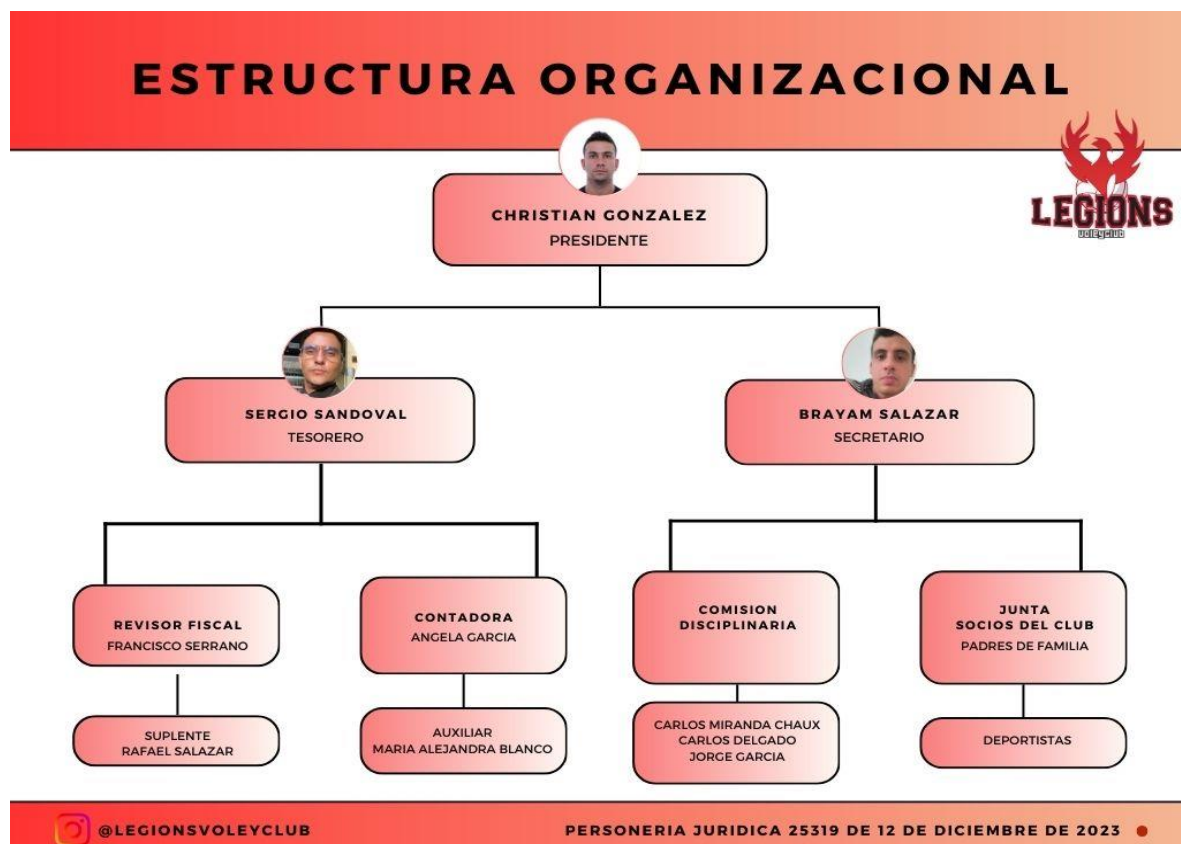 ESTRUCTURA ORGANIZACIONAL
CHRISTIAN GONZALEZ
PRESIDENTE
LEGIONS
voleyclub
SERGIO SANDOVAL
TESORERO
BRAYAM SALAZAR
SECRETARIO
REVISOR FISCAL
FRANCISCO SERRANO
CONTADORA
ANGELA GARCIA
COMISION
DISCIPLINARIA
JUNTA
SOCIOS DEL CLUB
PADRES DE FAMILIA
SUPLENTE
RAFAEL SALAZAR
AUXILIAR
MARIA ALEJANDRA BLANCO
CARLOS MIRANDA CHAUX
CARLOS DELGADO
JORGE GARCIA
DEPORTISTAS
@LEGIONSVOLEYCLUB
PERSONERIA JURIDICA 25319 DE 12 DE DICIEMBRE DE 2023